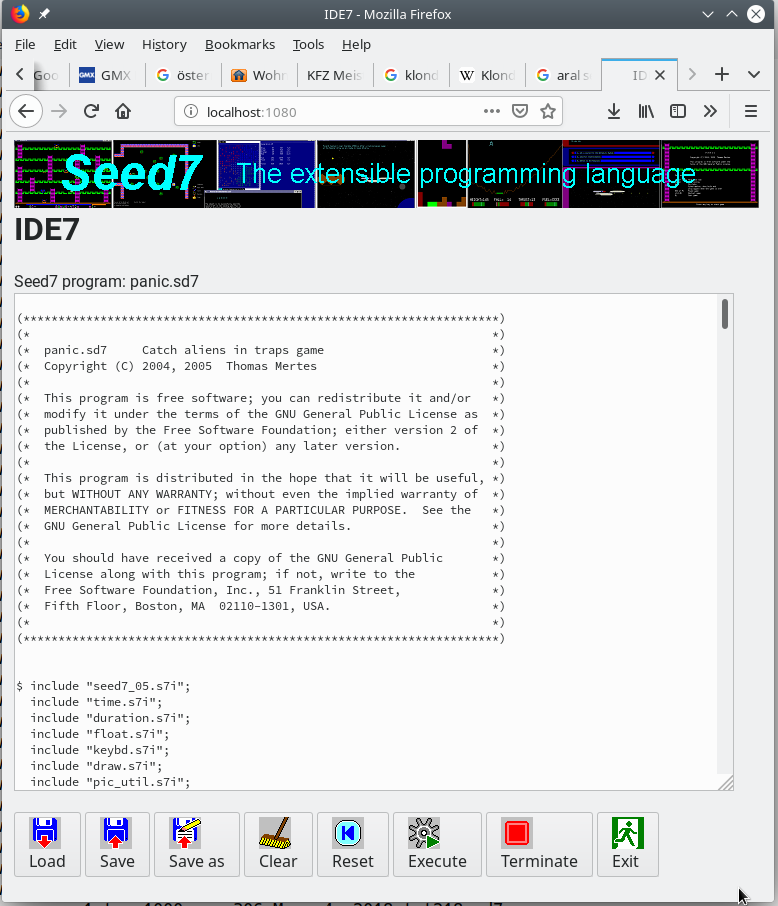 IDE7 - Mozilla Firefox
File Edit View History Bookmarks Tools Help
Goo GMX öster Wohn KFZ Meis klond Klond aral s ID
localhost:1080
Seed7 The extensible programming language
IDE7
Seed7 program: panic.sd7
(********************************************************************)
(*                                                                  *)
(*  panic.sd7     Catch aliens in traps game                        *)
(*  Copyright (C) 2004, 2005  Thomas Mertes                         *)
(*                                                                  *)
(*  This program is free software; you can redistribute it and/or   *)
(*  modify it under the terms of the GNU General Public License as  *)
(*  published by the Free Software Foundation; either version 2 of  *)
(*  the License, or (at your option) any later version.             *)
(*                                                                  *)
(*  This program is distributed in the hope that it will be useful, *)
(*  but WITHOUT ANY WARRANTY; without even the implied warranty of  *)
(*  MERCHANTABILITY or FITNESS FOR A PARTICULAR PURPOSE.  See the   *)
(*  GNU General Public License for more details.                    *)
(*                                                                  *)
(*  You should have received a copy of the GNU General Public       *)
(*  License along with this program; if not, write to the           *)
(*  Free Software Foundation, Inc., 51 Franklin Street,             *)
(*  Fifth Floor, Boston, MA  02110-1301, USA.                       *)
(*                                                                  *)
(********************************************************************)
$ include "seed7_05.s7i";
  include "time.s7i";
  include "duration.s7i";
  include "float.s7i";
  include "keybd.s7i";
  include "draw.s7i";
  include "pic_util.s7i";
Load Save Save as Clear Reset Execute Terminate Exit